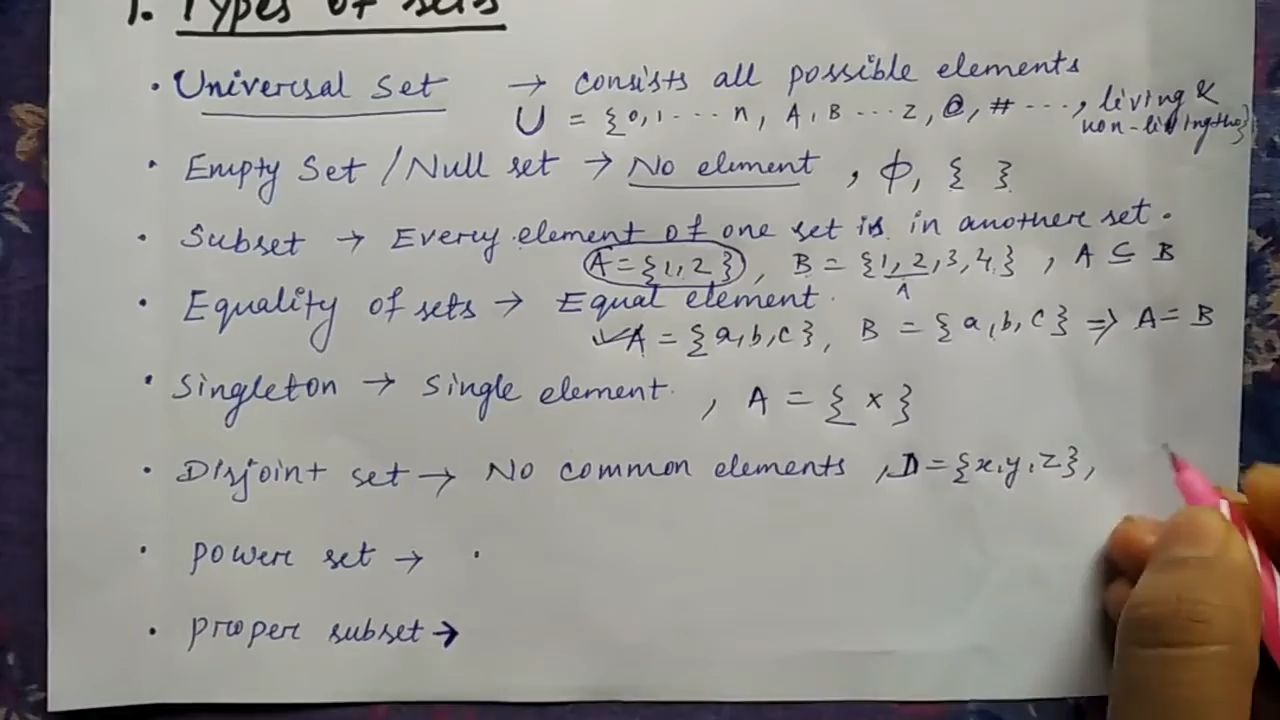 1. Types of sets
• Universal set → consists all possible elements
U = {0,1 - - - n, A, B - - - Z, @, # - - - , living &
non-living thg}
• Empty Set / Null set → No element , ϕ, { }
• Subset → Every element of one set is in another set.
A = {1, 2} , B = {1, 2, 3, 4} , A ⊆ B
A
• Equality of sets → Equal element.
✓A = {a, b, c}, B = {a, b, c} ⇒ A = B
• Singleton → single element , A = { x }
• Disjoint set → No common elements , D = {x, y, z},
• power set →
• proper subset →